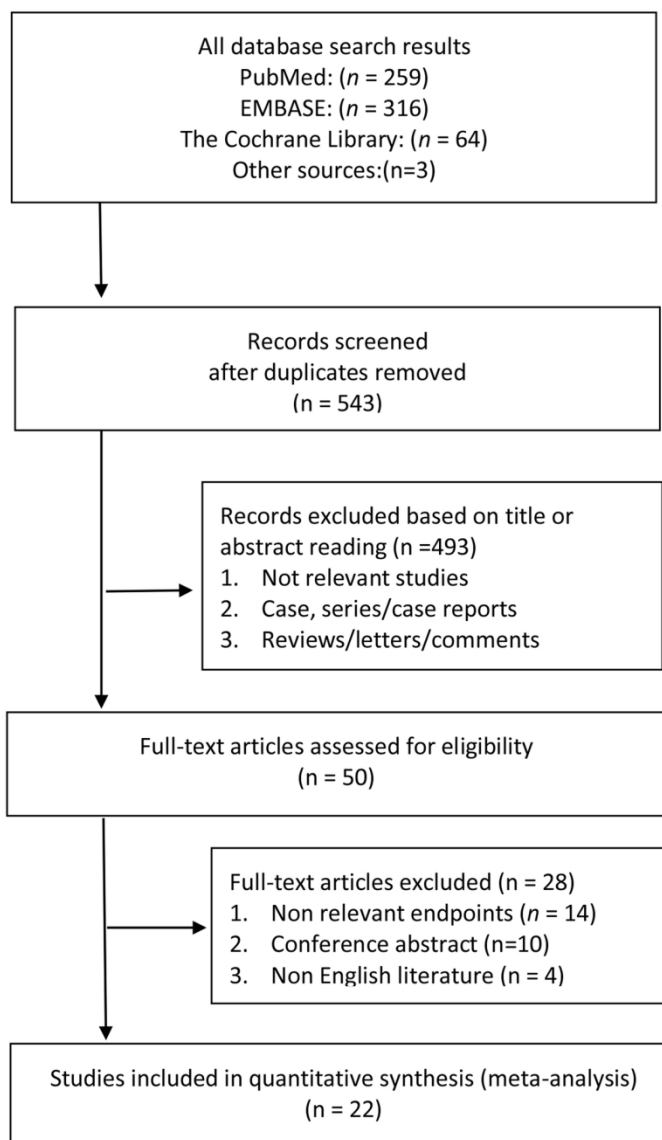 All database search results
PubMed: (n = 259)
EMBASE: (n = 316)
The Cochrane Library: (n = 64)
Other sources:(n=3)
Records screened
after duplicates removed
(n = 543)
Records excluded based on title or
abstract reading (n =493)
1. Not relevant studies
2. Case, series/case reports
3. Reviews/letters/comments
Full-text articles assessed for eligibility
(n = 50)
Full-text articles excluded (n = 28)
1. Non relevant endpoints (n = 14)
2. Conference abstract (n=10)
3. Non English literature (n = 4)
Studies included in quantitative synthesis (meta-analysis)
(n = 22)